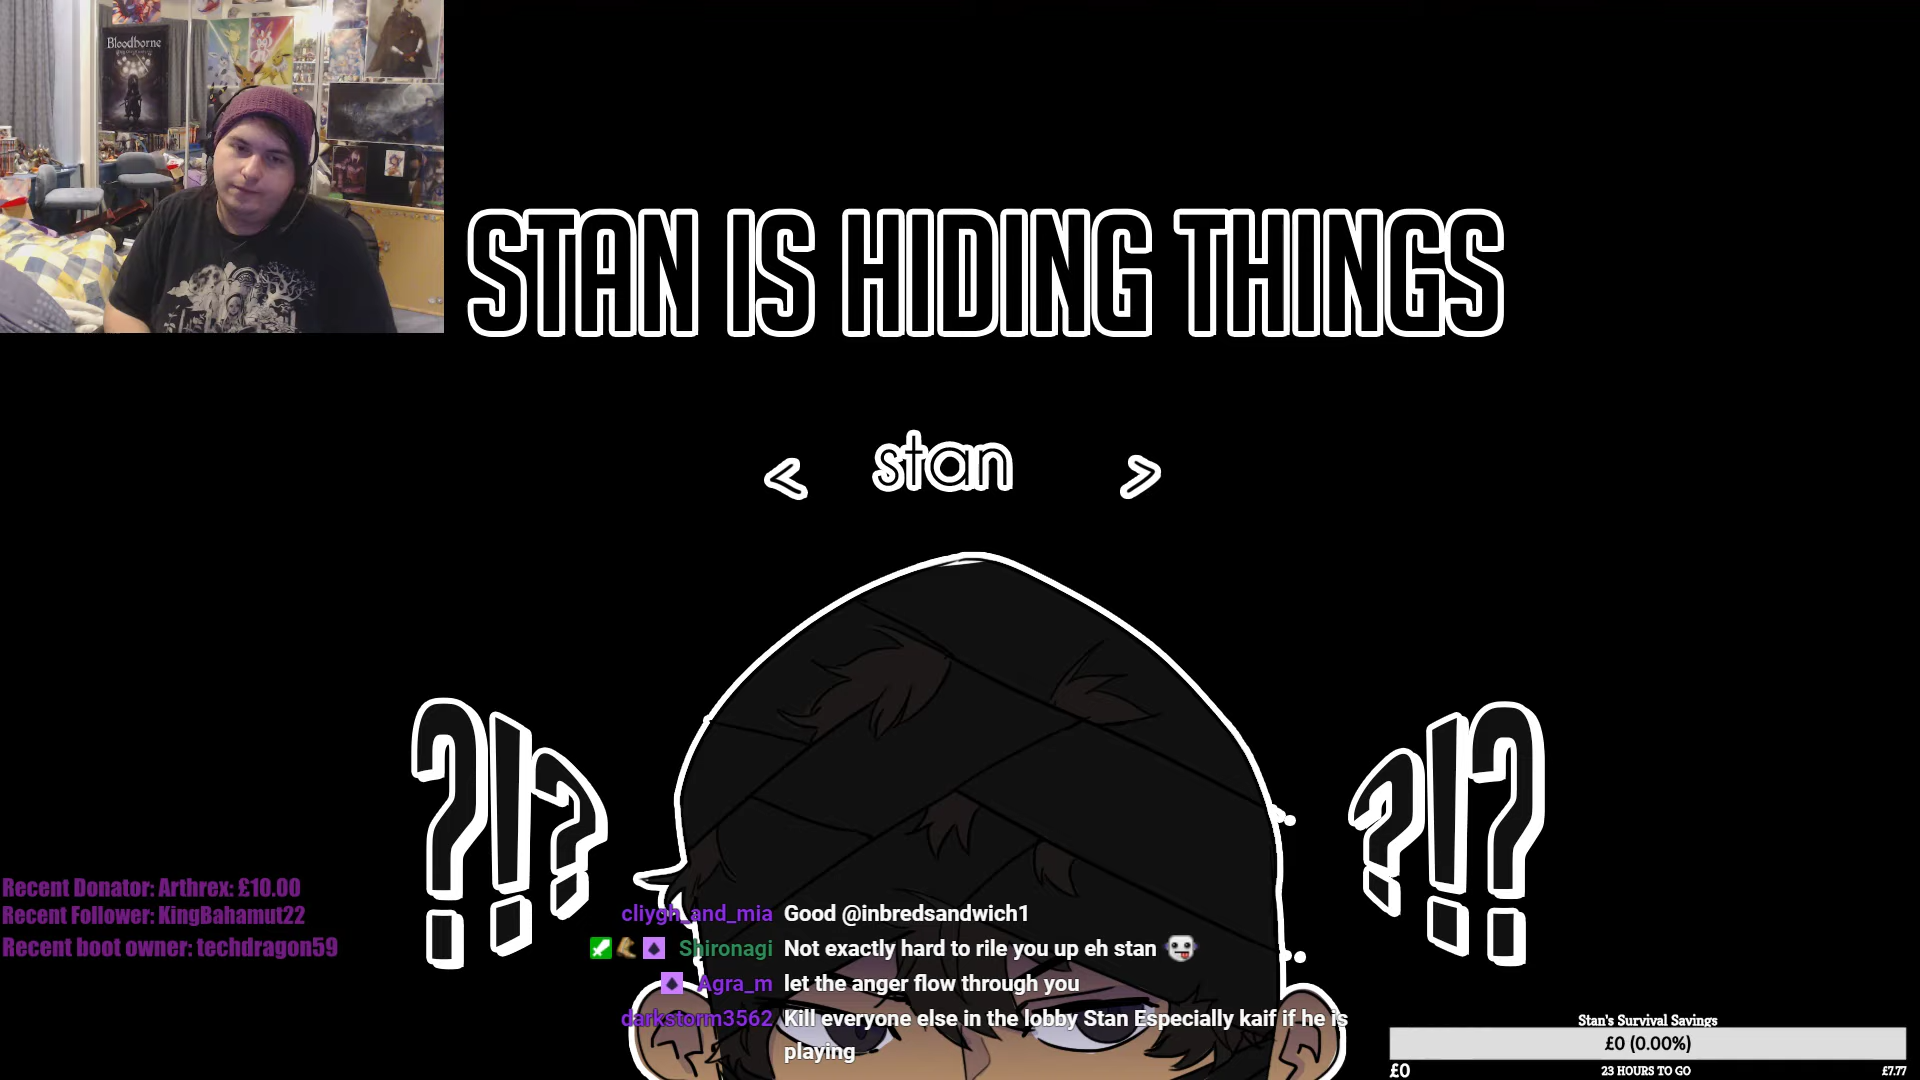 Bloodborne
STAN IS HIDING THINGS
< stan >
?!?
?!?
Recent Donator: Arthrex: £10.00
Recent Follower: KingBahamut22
Recent boot owner: techdragon59
cliygh_and_mia Good @inbredsandwich1
Shironagi Not exactly hard to rile you up eh stan
Agra_m let the anger flow through you
darkstorm3562 Kill everyone else in the lobby Stan Especially kaif if he is
playing
Stan's Survival Savings
£0 (0.00%)
£0 23 HOURS TO GO £7.77